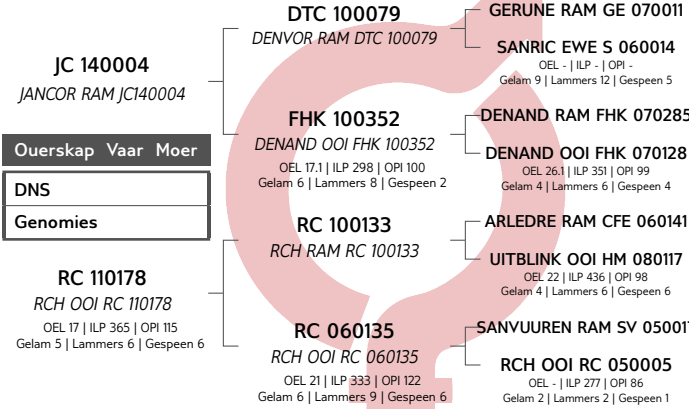 JC 140004
JANCOR RAM JC140004
Ouerskap Vaar Moer
DNS
Genomies
RC 110178
RCH OOI RC 110178
OEL 17 | ILP 365 | OPI 115
Gelam 5 | Lammers 6 | Gespeen 6
DTC 100079
DENVOR RAM DTC 100079
FHK 100352
DENAND OOI FHK 100352
OEL 17.1 | ILP 298 | OPI 100
Gelam 6 | Lammers 8 | Gespeen 2
RC 100133
RCH RAM RC 100133
RC 060135
RCH OOI RC 060135
OEL 21 | ILP 333 | OPI 122
Gelam 6 | Lammers 9 | Gespeen 6
GERUNE RAM GE 070011
SANRIC EWE S 060014
OEL - | ILP - | OPI -
Gelam 9 | Lammers 12 | Gespeen 5
DENAND RAM FHK 070285
DENAND OOI FHK 070128
OEL 26.1 | ILP 351 | OPI 99
Gelam 4 | Lammers 6 | Gespeen 4
ARLEDRE RAM CFE 060141
UITBLINK OOI HM 080117
OEL 22 | ILP 436 | OPI 98
Gelam 4 | Lammers 6 | Gespeen 6
SANVUUREN RAM SV 05001
RCH OOI RC 050005
OEL - | ILP 277 | OPI 86
Gelam 2 | Lammers 2 | Gespeen 1